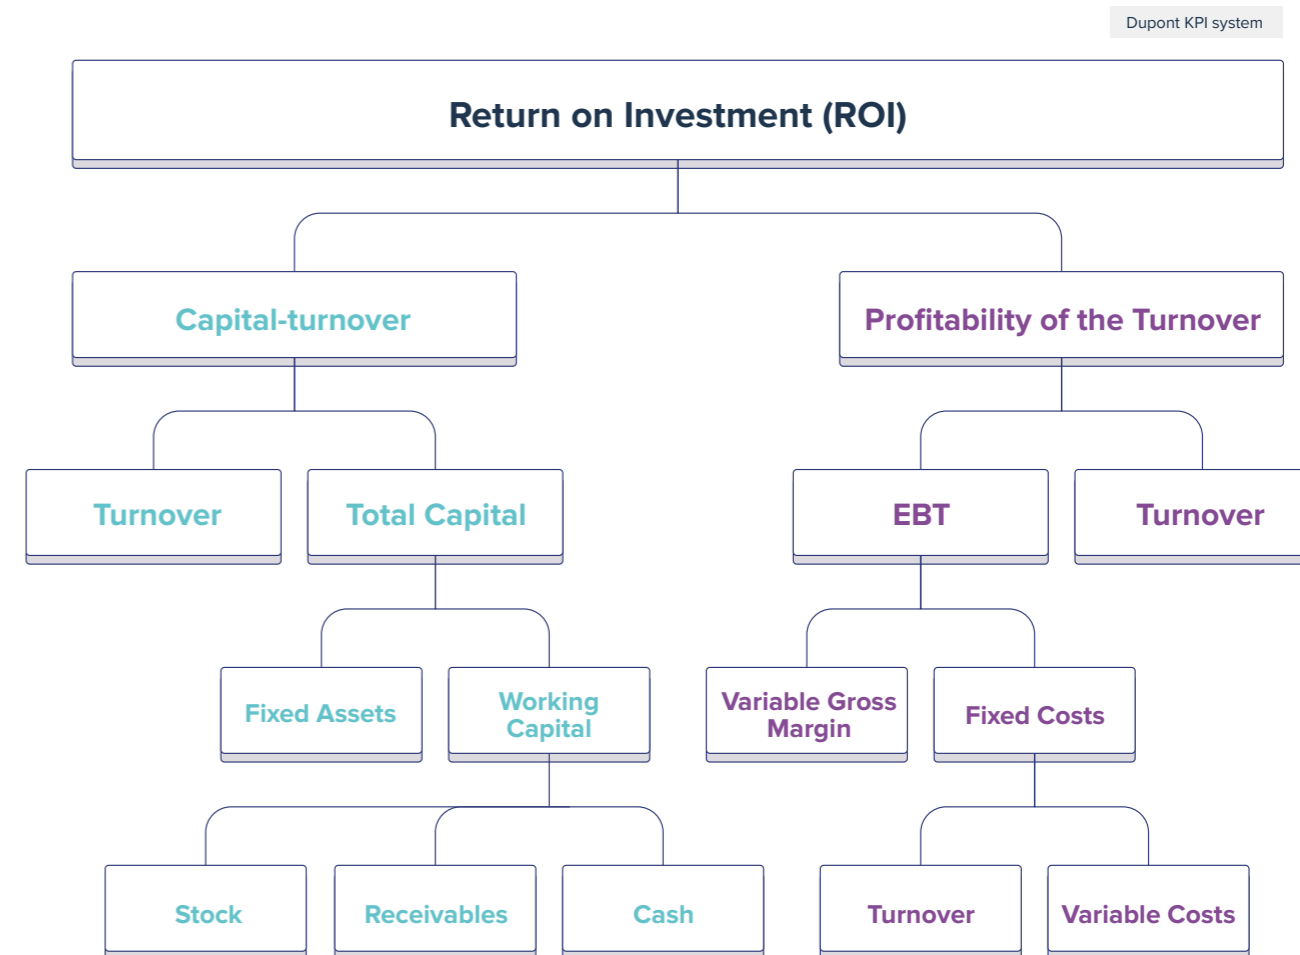 Dupont KPI system
Return on Investment (ROI)
Capital-turnover
Profitability of the Turnover
Turnover
Total Capital
EBT
Turnover
Fixed Assets
Working
Capital
Variable Gross
Margin
Fixed Costs
Stock
Receivables
Cash
Turnover
Variable Costs